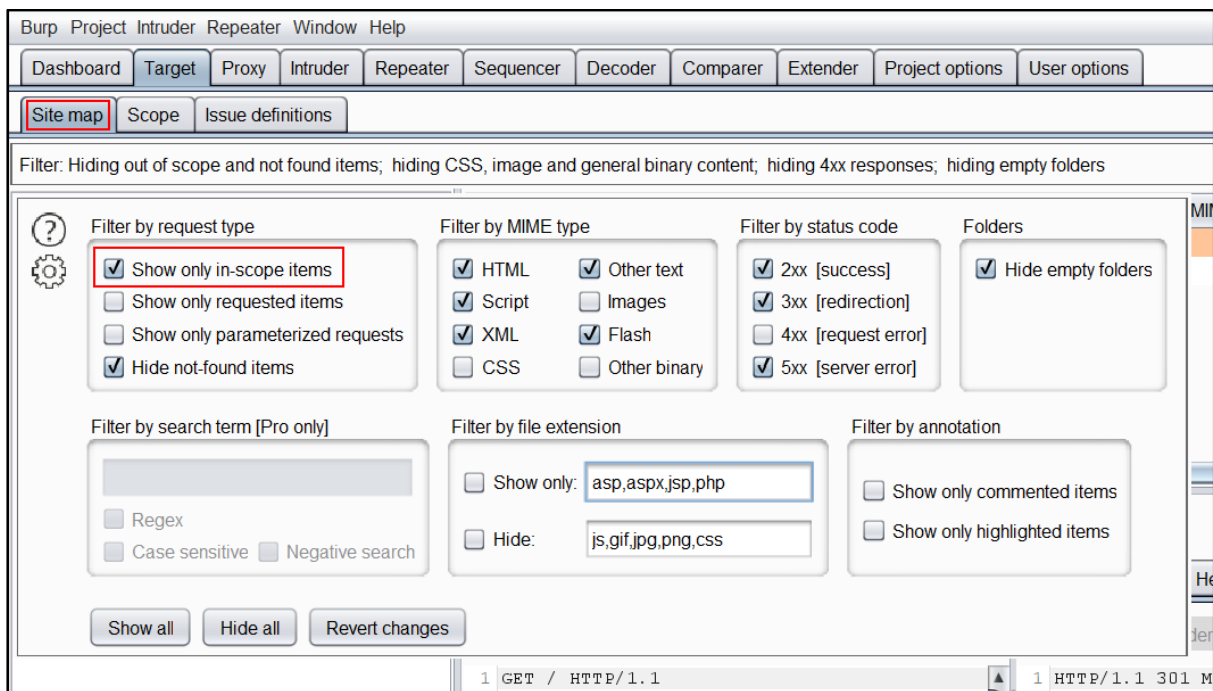 Burp Project Intruder Repeater Window Help
Dashboard Target Proxy Intruder Repeater Sequencer Decoder Comparer Extender Project options User options
Site map Scope Issue definitions
Filter: Hiding out of scope and not found items; hiding CSS, image and general binary content; hiding 4xx responses; hiding empty folders
Filter by request type
Show only in-scope items
Show only requested items
Show only parameterized requests
Hide not-found items
Filter by MIME type
HTML Other text
Script Images
XML Flash
CSS Other binary
Filter by status code
2xx [success]
3xx [redirection]
4xx [request error]
5xx [server error]
Folders
Hide empty folders
Filter by search term [Pro only]
Regex
Case sensitive Negative search
Filter by file extension
Show only: asp,aspx,jsp,php
Hide: js,gif,jpg,png,css
Filter by annotation
Show only commented items
Show only highlighted items
Show all Hide all Revert changes
1 GET / HTTP/1.1
1 HTTP/1.1 301 M